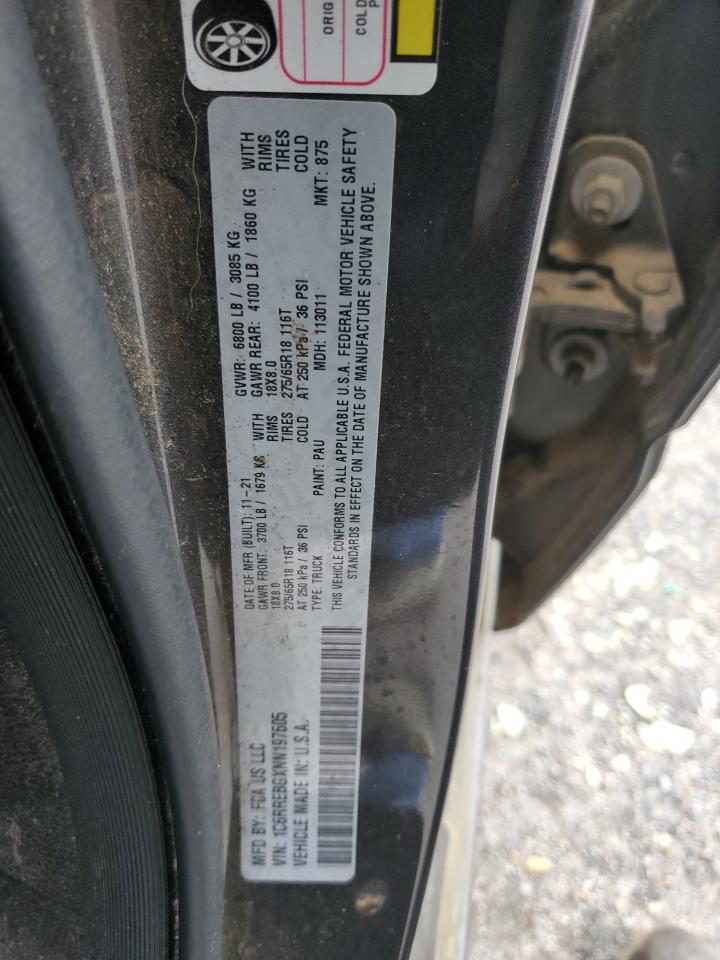 ORIG
COLD
P
MFD BY: FCA US LLC
DATE OF MFR (BUILT): 11-21
GVWR: 6800 LB / 3085 KG
VIN: 1C6RREBGXNN197605
GAWR FRONT: 3700 LB / 1679 KG WITH
GAWR REAR: 4100 LB / 1860 KG WITH
VEHICLE MADE IN: U.S.A.
18X8.0 RIMS
18X8.0 RIMS
275/65R18 116T TIRES
275/65R18 116T TIRES
AT 250 kPa / 36 PSI COLD
AT 250 kPa / 36 PSI COLD
TYPE: TRUCK PAINT: PAU MDH: 113011 MKT: 875
THIS VEHICLE CONFORMS TO ALL APPLICABLE U.S.A. FEDERAL MOTOR VEHICLE SAFETY
STANDARDS IN EFFECT ON THE DATE OF MANUFACTURE SHOWN ABOVE.